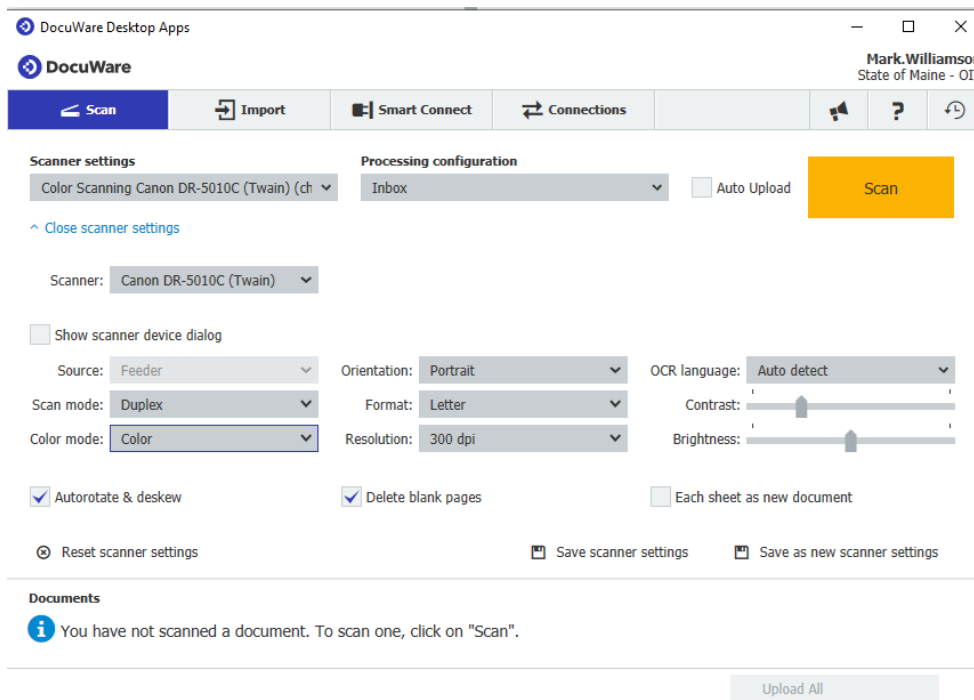 DocuWare Desktop Apps
DocuWare
Mark.Williamson
State of Maine - OI
Scan Import Smart Connect Connections ?
Scanner settings Processing configuration
Color Scanning Canon DR-5010C (Twain) (ch Inbox Auto Upload Scan
^ Close scanner settings
Scanner: Canon DR-5010C (Twain)
Show scanner device dialog
Source: Feeder Orientation: Portrait OCR language: Auto detect
Scan mode: Duplex Format: Letter Contrast:
Color mode: Color Resolution: 300 dpi Brightness:
Autorotate & deskew Delete blank pages Each sheet as new document
Reset scanner settings Save scanner settings Save as new scanner settings
Documents
You have not scanned a document. To scan one, click on "Scan".
Upload All